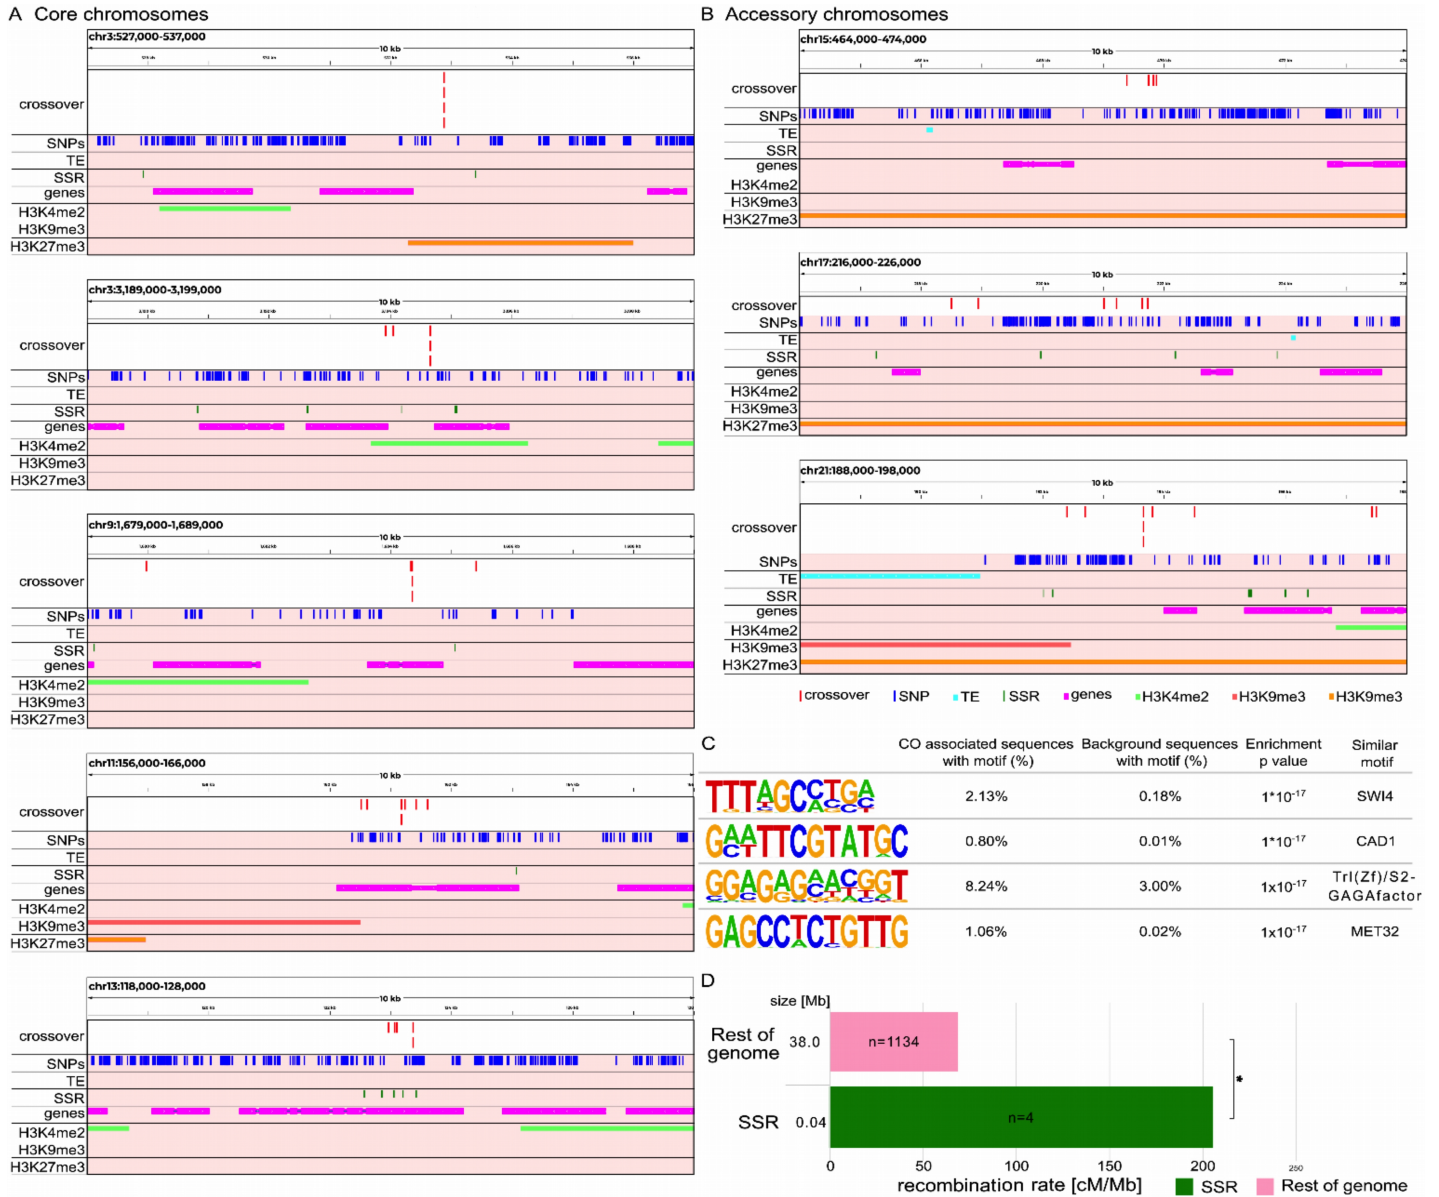 A Core chromosomes
chr3:527,000-537,000
10 kb
crossover
SNPs
TE
SSR
genes
H3K4me2
H3K9me3
H3K27me3
chr3:3,189,000-3,199,000
10 kb
crossover
SNPs
TE
SSR
genes
H3K4me2
H3K9me3
H3K27me3
chr9:1,679,000-1,689,000
10 kb
crossover
SNPs
TE
SSR
genes
H3K4me2
H3K9me3
H3K27me3
chr11:156,000-166,000
10 kb
crossover
SNPs
TE
SSR
genes
H3K4me2
H3K9me3
H3K27me3
chr13:118,000-128,000
10 kb
crossover
SNPs
TE
SSR
genes
H3K4me2
H3K9me3
H3K27me3
B Accessory chromosomes
chr15:464,000-474,000
10 kb
crossover
SNPs
TE
SSR
genes
H3K4me2
H3K9me3
H3K27me3
chr17:216,000-226,000
10 kb
crossover
SNPs
TE
SSR
genes
H3K4me2
H3K9me3
H3K27me3
chr21:188,000-198,000
10 kb
crossover
SNPs
TE
SSR
genes
H3K4me2
H3K9me3
H3K27me3
crossover SNP TE SSR genes H3K4me2 H3K9me3 H3K9me3
C
CO associated sequences with motif (%)
Background sequences with motif (%)
Enrichment p value
Similar motif
TTTAGCCTGA 2.13% 0.18% 1*10-17 SWI4
GAATTCGTATGC 0.80% 0.01% 1*10-17 CAD1
GGAGAGAACGGT 8.24% 3.00% 1x10-17 Trl(Zf)/S2-GAGAfactor
GAGCCTCTGTTG 1.06% 0.02% 1x10-17 MET32
D
size [Mb]
Rest of genome 38.0 n=1134
*
SSR 0.04 n=4
0 50 100 150 200 250
recombination rate [cM/Mb]
SSR Rest of genome